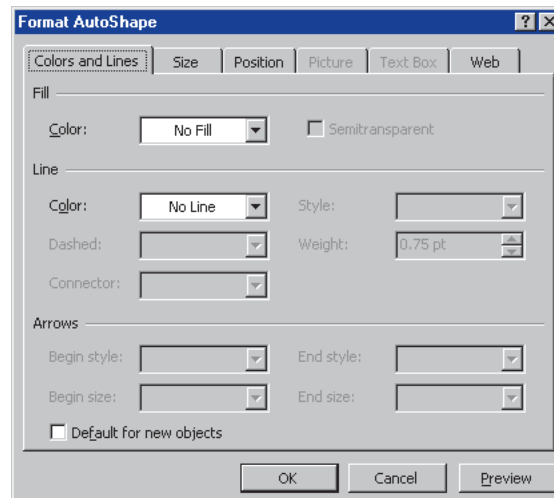 Format AutoShape ? X
Colors and Lines Size Position Picture Text Box Web
Fill
Color: No Fill Semitransparent
Line
Color: No Line Style:
Dashed: Weight: 0.75 pt
Connector:
Arrows
Begin style: End style:
Begin size: End size:
Default for new objects
OK Cancel Preview